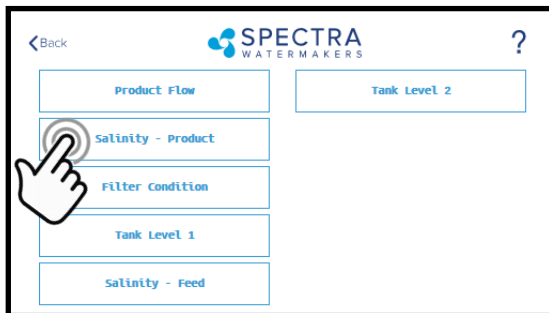 Back
SPECTRA
WATERMAKERS
?
Product Flow
Tank Level 2
Salinity - Product
Filter Condition
Tank Level 1
Salinity - Feed